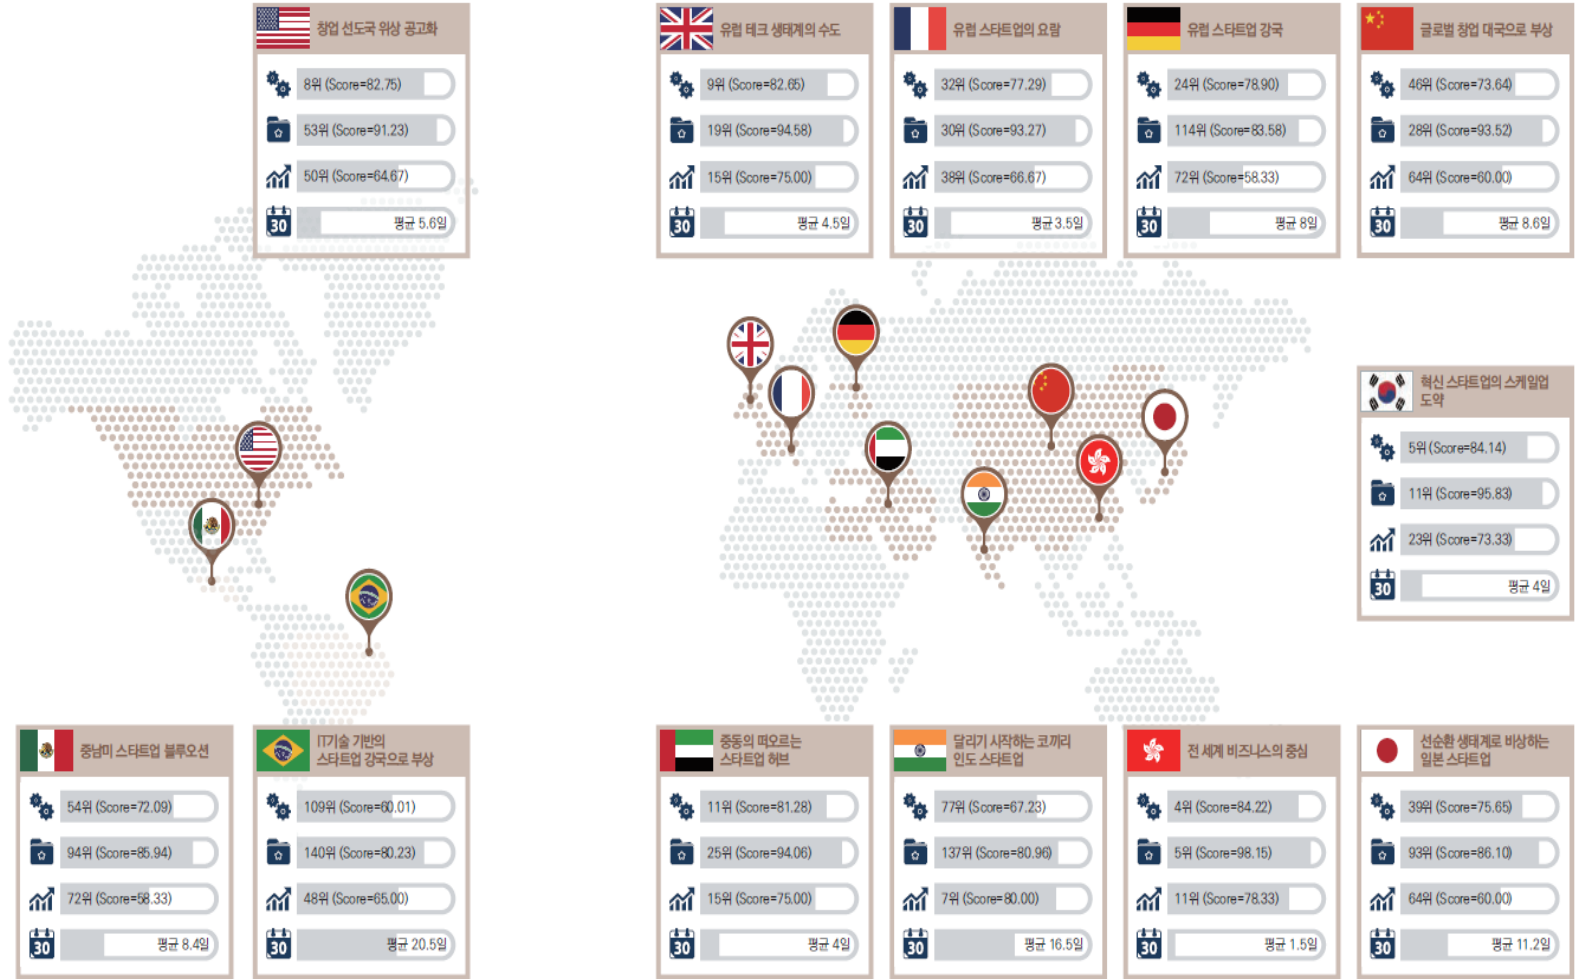 창업 선도국 위상 공고화
8위 (Score=82.75)
53위 (Score=91.23)
50위 (Score=64.67)
30
평균 5.6일
유럽 테크 생태계의 수도
9위 (Score=82.65)
19위 (Score=94.58)
15위 (Score=75.00)
30
평균 4.5일
유럽 스타트업의 요람
32위 (Score=77.29)
30위 (Score=93.27)
38위 (Score=66.67)
30
평균 3.5일
유럽 스타트업 강국
24위 (Score=78.90)
114위 (Score=83.58)
72위 (Score=58.33)
30
평균 8일
글로벌 창업 대국으로 부상
46위 (Score=73.64)
28위 (Score=93.52)
64위 (Score=60.00)
30
평균 8.6일
혁신 스타트업의 스케일업
도약
5위 (Score=84.14)
11위 (Score=95.83)
23위 (Score=73.33)
30
평균 4일
중남미 스타트업 블루오션
54위 (Score=72.09)
94위 (Score=85.94)
72위 (Score=58.33)
30
평균 8.4일
IT기술 기반의
스타트업 강국으로 부상
109위 (Score=60.01)
140위 (Score=80.23)
48위 (Score=65.00)
30
평균 20.5일
중동의 떠오르는
스타트업 허브
11위 (Score=81.28)
25위 (Score=94.06)
15위 (Score=75.00)
30
평균 4일
달리기 시작하는 코끼리
인도 스타트업
77위 (Score=67.23)
137위 (Score=80.96)
7위 (Score=80.00)
30
평균 16.5일
전 세계 비즈니스의 중심
4위 (Score=84.22)
5위 (Score=98.15)
11위 (Score=78.33)
30
평균 1.5일
선순환 생태계로 비상하는
일본 스타트업
39위 (Score=75.65)
93위 (Score=86.10)
64위 (Score=60.00)
30
평균 11.2일